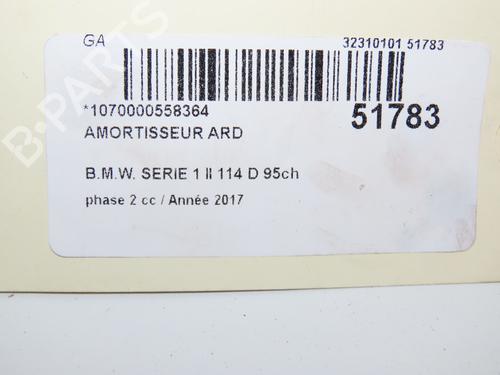 GA 32310101 51783
*1070000558364 51783
AMORTISSEUR ARD
B.M.W. SERIE 1 II 114 D 95ch
phase 2 cc / Année 2017
B-PARTS